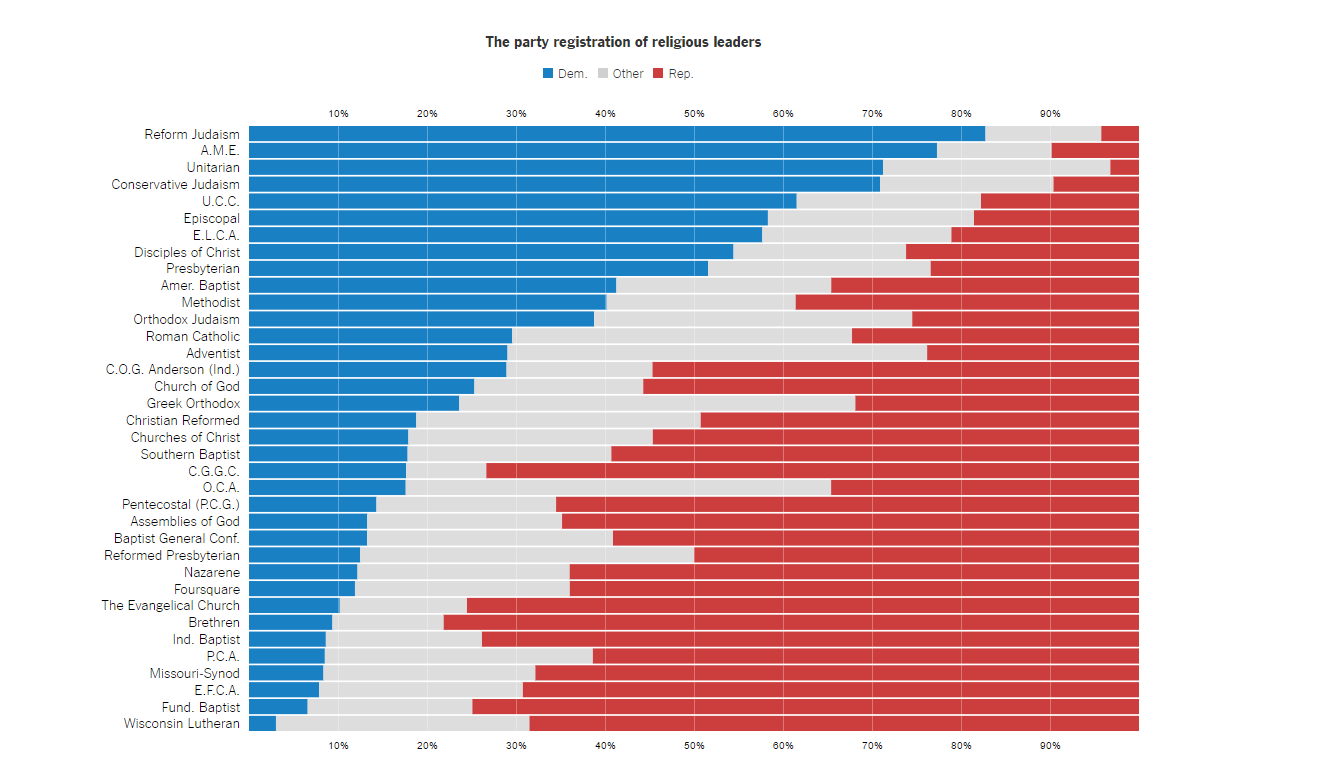 The party registration of religious leaders
Dem. Other Rep.
10% 20% 30% 40% 50% 60% 70% 80% 90%
Reform Judaism
A.M.E.
Unitarian
Conservative Judaism
U.C.C.
Episcopal
E.L.C.A.
Disciples of Christ
Presbyterian
Amer. Baptist
Methodist
Orthodox Judaism
Roman Catholic
Adventist
C.O.G. Anderson (Ind.)
Church of God
Greek Orthodox
Christian Reformed
Churches of Christ
Southern Baptist
C.G.G.C.
O.C.A.
Pentecostal (P.C.G.)
Assemblies of God
Baptist General Conf.
Reformed Presbyterian
Nazarene
Foursquare
The Evangelical Church
Brethren
Ind. Baptist
P.C.A.
Missouri-Synod
E.F.C.A.
Fund. Baptist
Wisconsin Lutheran
10% 20% 30% 40% 50% 60% 70% 80% 90%